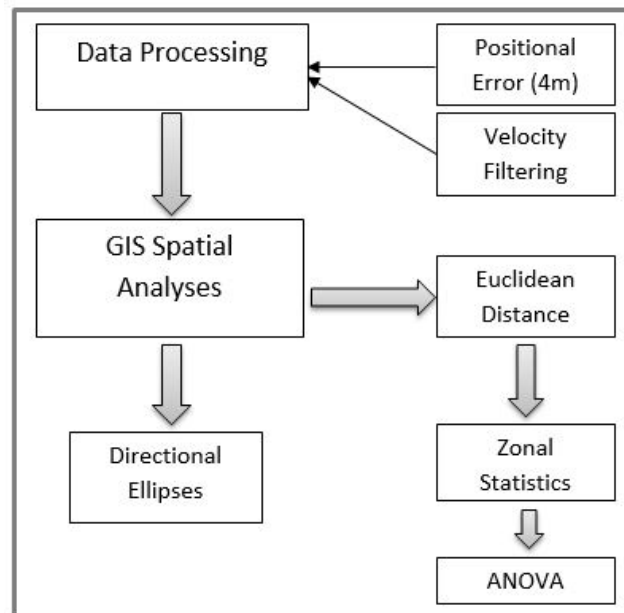 Data Processing
Positional
Error (4m)
Velocity
Filtering
GIS Spatial
Analyses
Euclidean
Distance
Directional
Ellipses
Zonal
Statistics
ANOVA